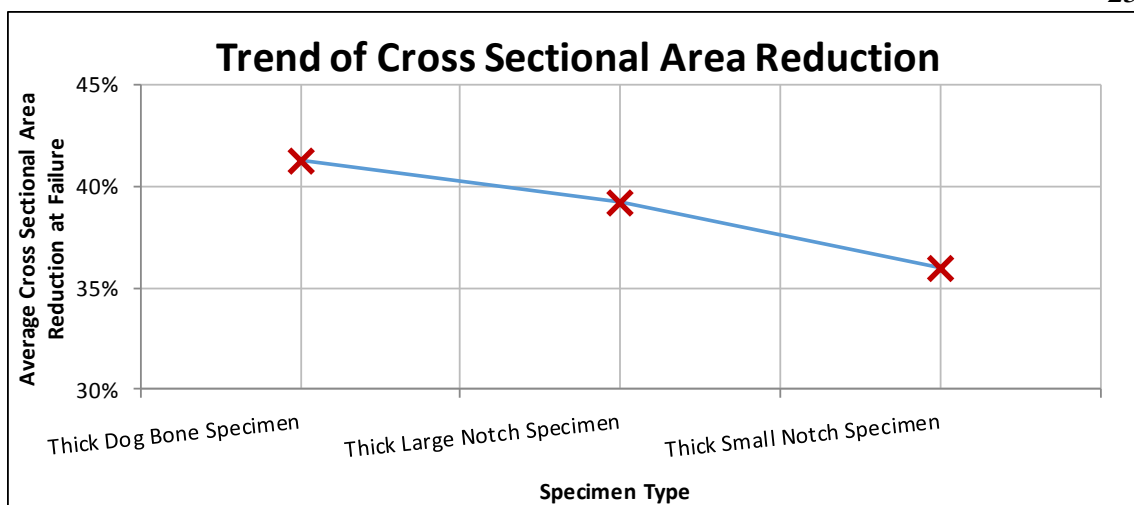 Trend of Cross Sectional Area Reduction
Average Cross Sectional Area
Reduction at Failure
45%
40%
35%
30%
Thick Dog Bone Specimen
Thick Large Notch Specimen
Thick Small Notch Specimen
Specimen Type